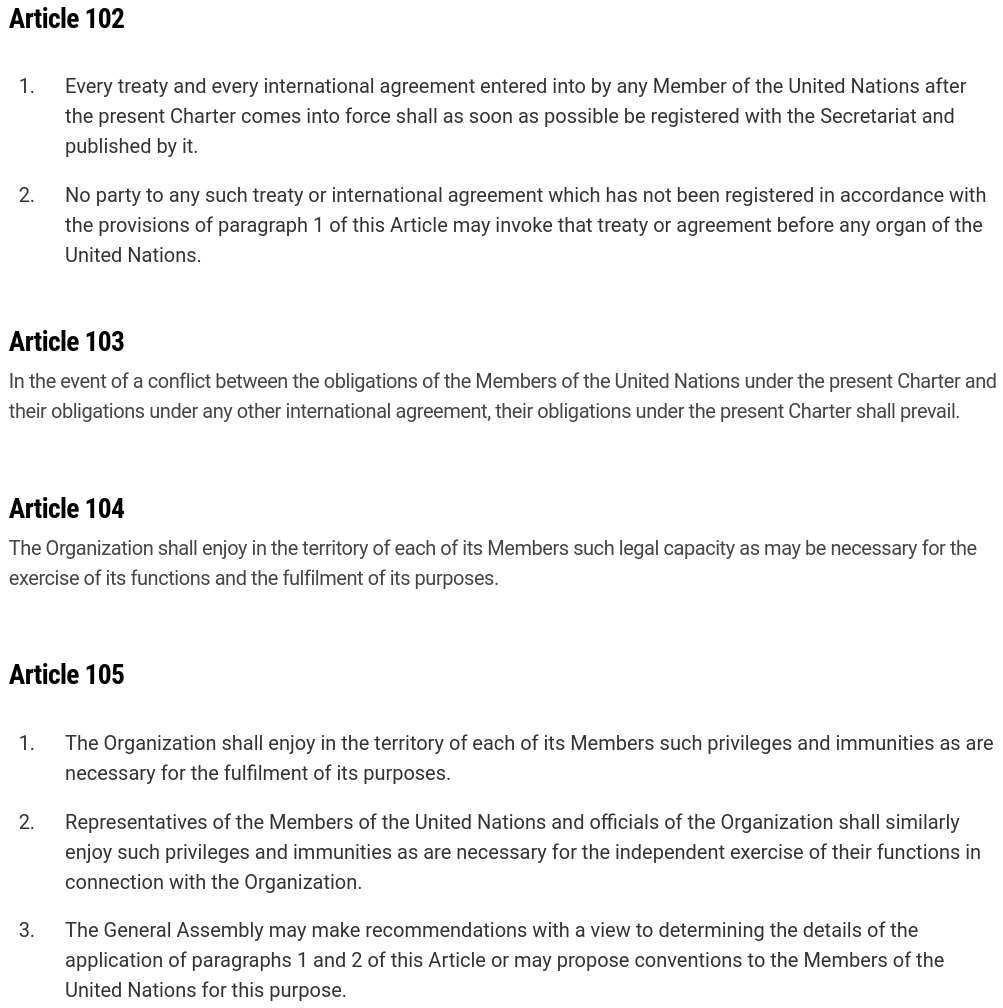 Article 102
1. Every treaty and every international agreement entered into by any Member of the United Nations after
the present Charter comes into force shall as soon as possible be registered with the Secretariat and
published by it.
2. No party to any such treaty or international agreement which has not been registered in accordance with
the provisions of paragraph 1 of this Article may invoke that treaty or agreement before any organ of the
United Nations.
Article 103
In the event of a conflict between the obligations of the Members of the United Nations under the present Charter and
their obligations under any other international agreement, their obligations under the present Charter shall prevail.
Article 104
The Organization shall enjoy in the territory of each of its Members such legal capacity as may be necessary for the
exercise of its functions and the fulfilment of its purposes.
Article 105
1. The Organization shall enjoy in the territory of each of its Members such privileges and immunities as are
necessary for the fulfilment of its purposes.
2. Representatives of the Members of the United Nations and officials of the Organization shall similarly
enjoy such privileges and immunities as are necessary for the independent exercise of their functions in
connection with the Organization.
3. The General Assembly may make recommendations with a view to determining the details of the
application of paragraphs 1 and 2 of this Article or may propose conventions to the Members of the
United Nations for this purpose.